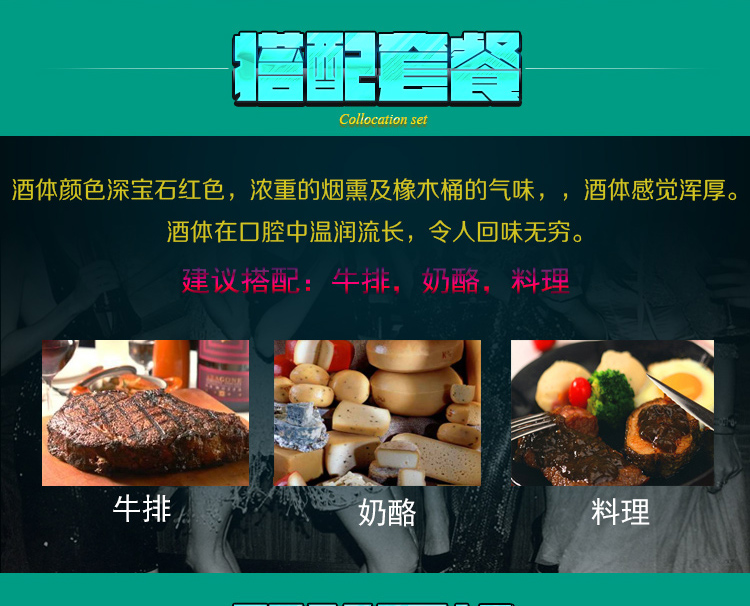 搭配套餐
Collocation set
酒体颜色深宝石红色，浓重的烟熏及橡木桶的气味，，酒体感觉浑厚。
酒体在口腔中温润流长，令人回味无穷。
建议搭配：牛排，奶酪，料理
牛排
奶酪
料理